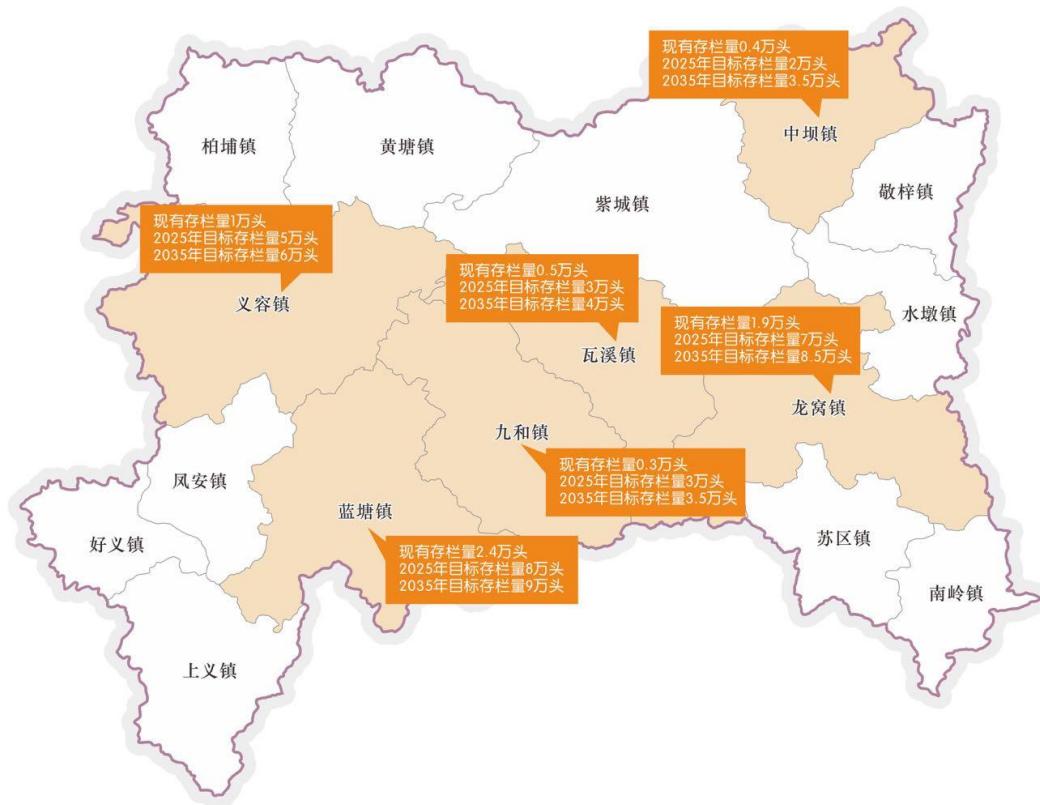 现有存栏量0.4万头
2025年目标存栏量2万头
2035年目标存栏量3.5万头
中坝镇
柏埔镇
黄塘镇
敬梓镇
紫城镇
现有存栏量1万头
2025年目标存栏量5万头
2035年目标存栏量6万头
义容镇
现有存栏量0.5万头
2025年目标存栏量3万头
2035年目标存栏量4万头
瓦溪镇
水墩镇
现有存栏量1.9万头
2025年目标存栏量7万头
2035年目标存栏量8.5万头
龙窝镇
九和镇
现有存栏量0.3万头
2025年目标存栏量3万头
2035年目标存栏量3.5万头
凤安镇
蓝塘镇
现有存栏量2.4万头
2025年目标存栏量8万头
2035年目标存栏量9万头
好义镇
苏区镇
南岭镇
上义镇